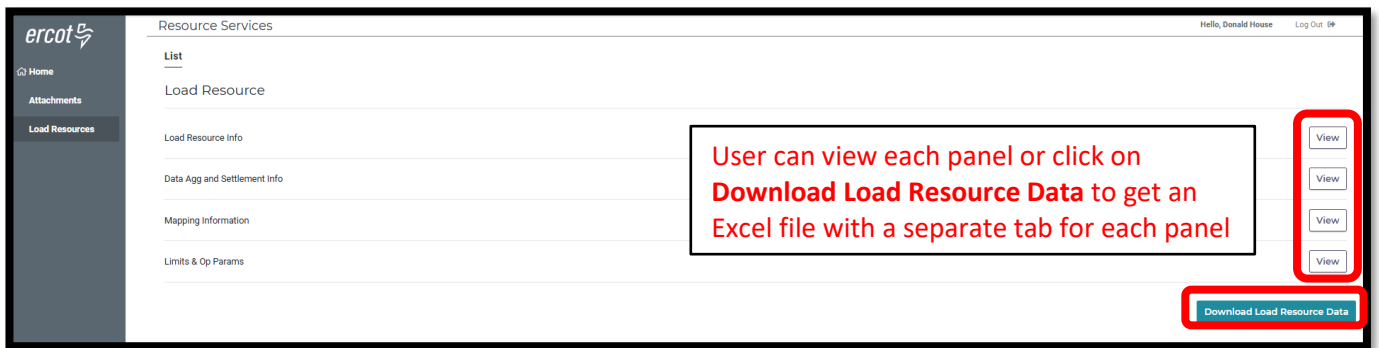 ercot
Resource Services
Hello, Donald House
Log Out
Home
Attachments
Load Resources
List
Load Resource
Load Resource Info
View
Data Agg and Settlement Info
View
Mapping Information
View
Limits & Op Params
View
User can view each panel or click on
Download Load Resource Data to get an
Excel file with a separate tab for each panel
Download Load Resource Data